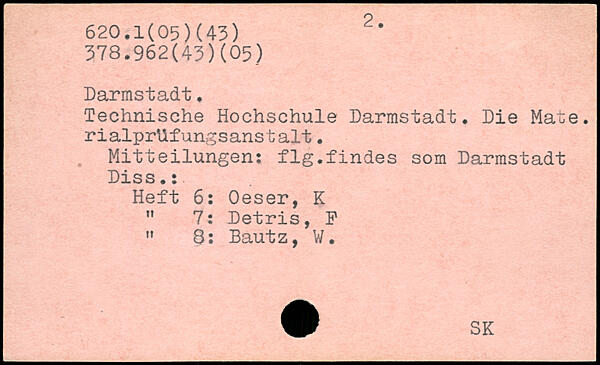 2.
620.1(05)(43)
378.962(43)(05)
Darmstadt.
Technische Hochschule Darmstadt. Die Mate.
rialprüfungsanstalt.
Mitteilungen: flg.findes som Darmstadt
Diss.:
Heft 6: Oeser, K
" 7: Detris, F
" 8: Bautz, W.
SK